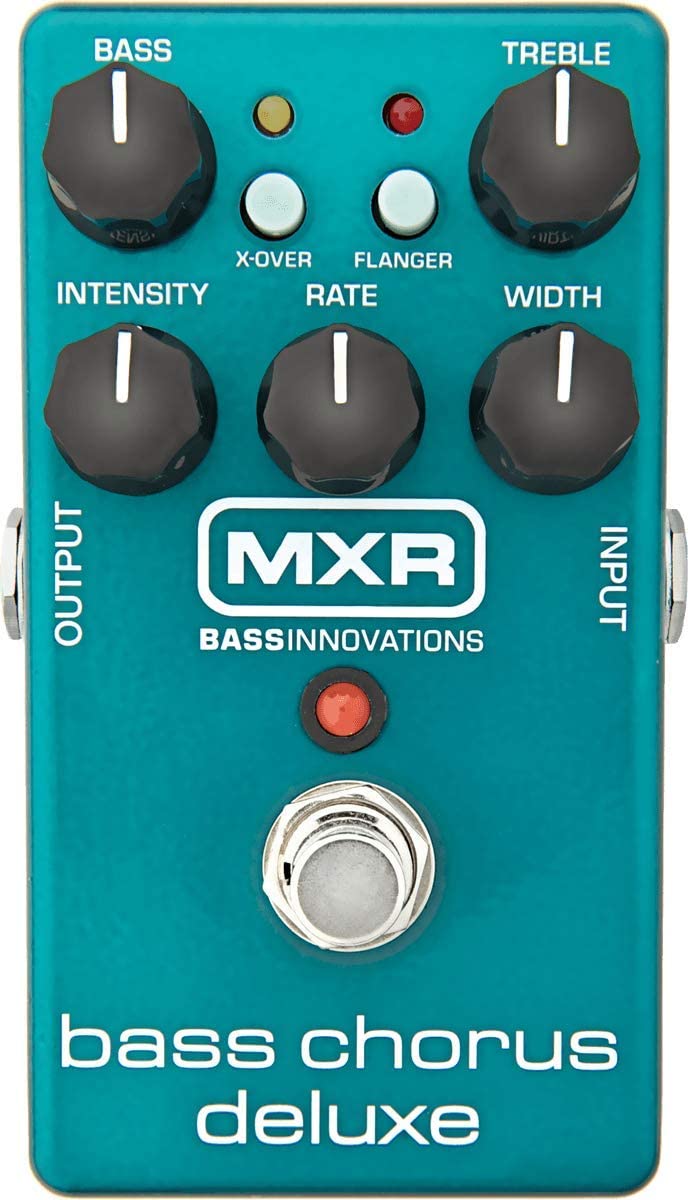 BASS
TREBLE
X-OVER FLANGER
INTENSITY RATE WIDTH
OUTPUT
INPUT
MXR
BASSINNOVATIONS
bass chorus
deluxe